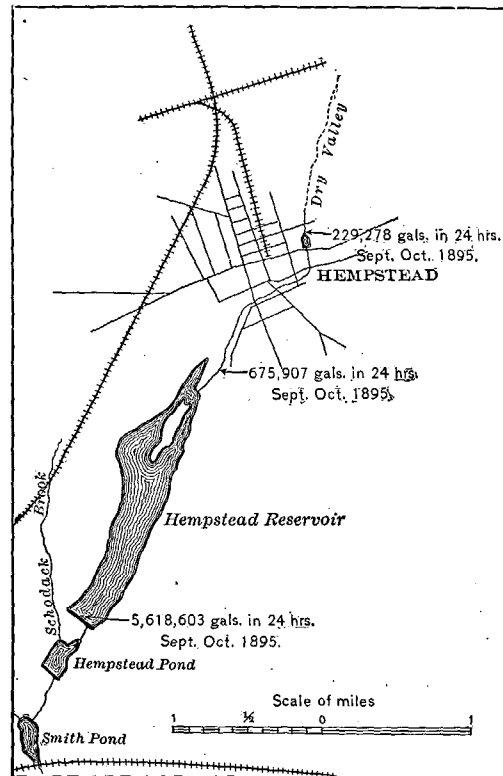 Dry Valley
229,278 gals. in 24 hrs.
Sept. Oct. 1895.
HEMPSTEAD
675,907 gals. in 24 hrs.
Sept. Oct. 1895.
Hempstead Reservoir
Schodack Brook
5,618,603 gals. in 24 hrs.
Sept. Oct. 1895.
Hempstead Pond
Scale of miles
1 ½ 0 1
Smith Pond